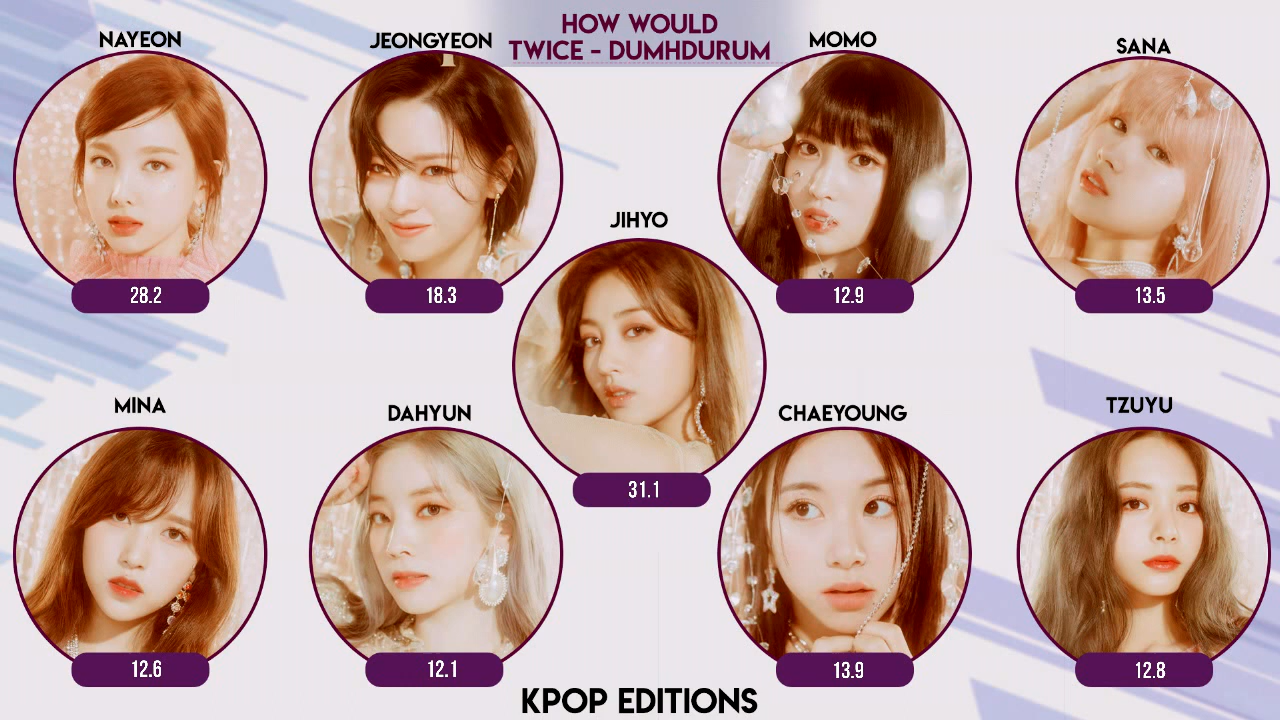 HOW WOULD
TWICE - DUMHDURUM
NAYEON
JEONGYEON
MOMO
SANA
28.2
18.3
12.9
13.5
JIHYO
31.1
MINA
DAHYUN
CHAEYOUNG
TZUYU
12.6
12.1
13.9
12.8
KPOP EDITIONS